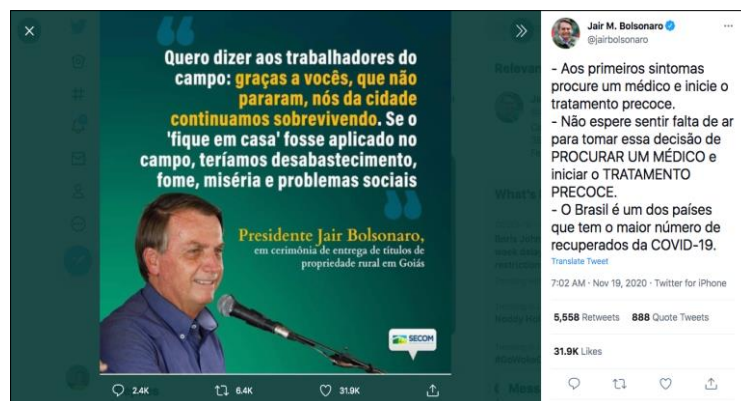 Quero dizer aos trabalhadores do
campo: graças a vocês, que não
pararam, nós da cidade
continuamos sobrevivendo. Se o
'fique em casa' fosse aplicado no
campo, teríamos desabastecimento,
fome, miséria e problemas sociais
Presidente Jair Bolsonaro,
em cerimônia de entrega de títulos de
propriedade rural em Goiás
SECOM
2.4K 6.4K 31.9K
Relevan
What's
Jair M. Bolsonaro
@jairbolsonaro
- Aos primeiros sintomas
procure um médico e inicie o
tratamento precoce.
- Não espere sentir falta de ar
para tomar essa decisão de
PROCURAR UM MÉDICO e
iniciar o TRATAMENTO
PRECOCE.
- O Brasil é um dos países
que tem o maior número de
recuperados da COVID-19.
Translate Tweet
7:02 AM · Nov 19, 2020 · Twitter for iPhone
5,558 Retweets 888 Quote Tweets
31.9K Likes